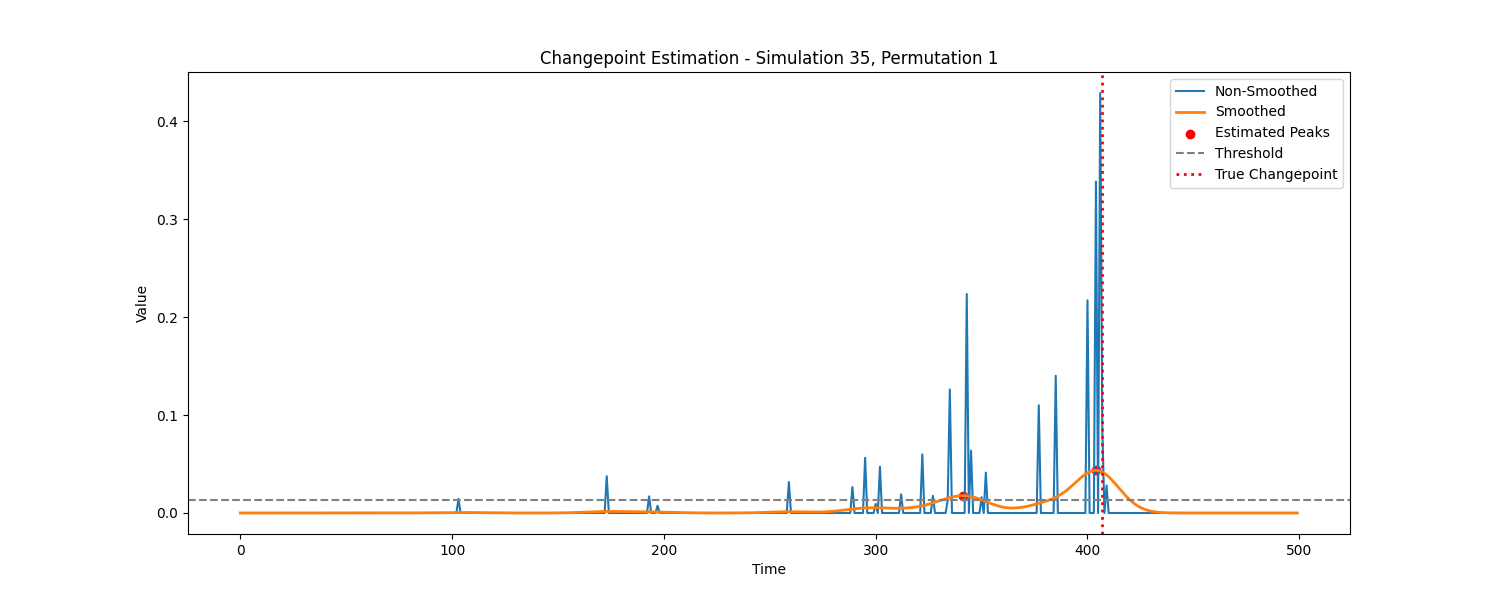 Changepoint Estimation - Simulation 35, Permutation 1
Non-Smoothed
Smoothed
Estimated Peaks
Threshold
True Changepoint
Value
0.4
0.3
0.2
0.1
0.0
0 100 200 300 400 500
Time